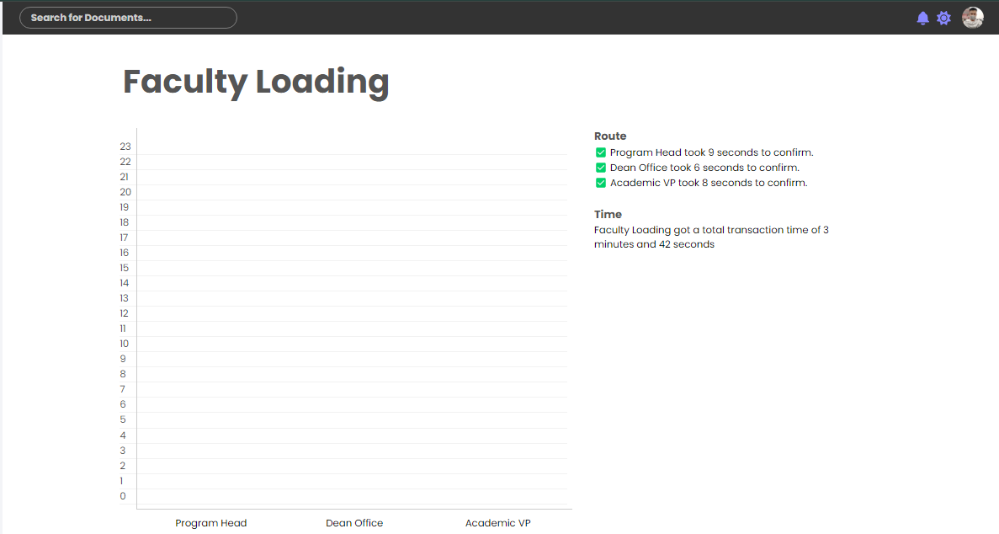 Search for Documents...
Faculty Loading
23
22
21
20
19
18
17
16
15
14
13
12
11
10
9
8
7
6
5
4
3
2
1
0
Program Head
Dean Office
Academic VP
Route
Program Head took 9 seconds to confirm.
Dean Office took 6 seconds to confirm.
Academic VP took 8 seconds to confirm.
Time
Faculty Loading got a total transaction time of 3
minutes and 42 seconds